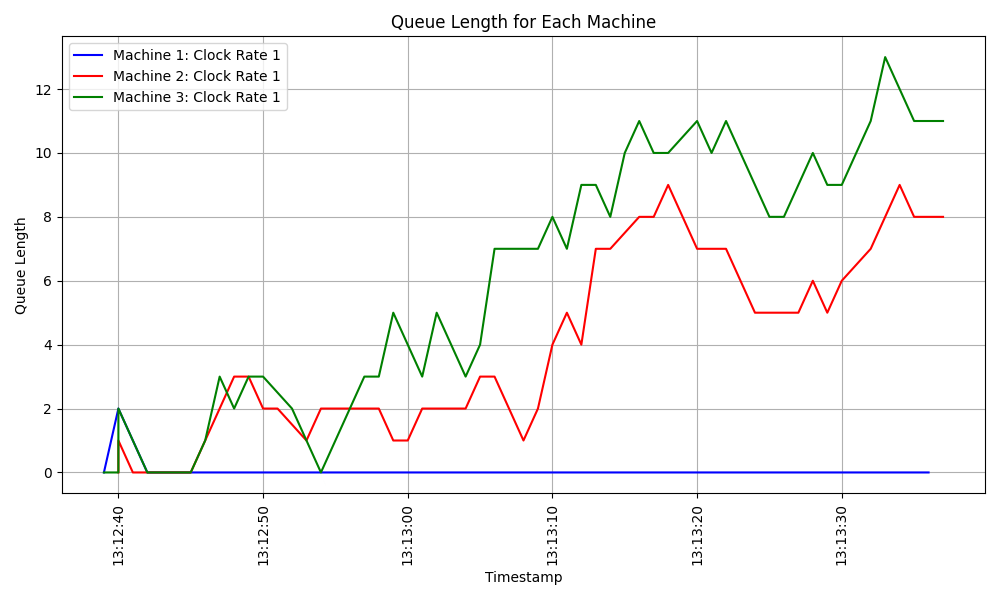 Queue Length for Each Machine
Machine 1: Clock Rate 1
Machine 2: Clock Rate 1
Machine 3: Clock Rate 1
Queue Length
12
10
8
6
4
2
0
13:12:40
13:12:50
13:13:00
13:13:10
13:13:20
13:13:30
Timestamp